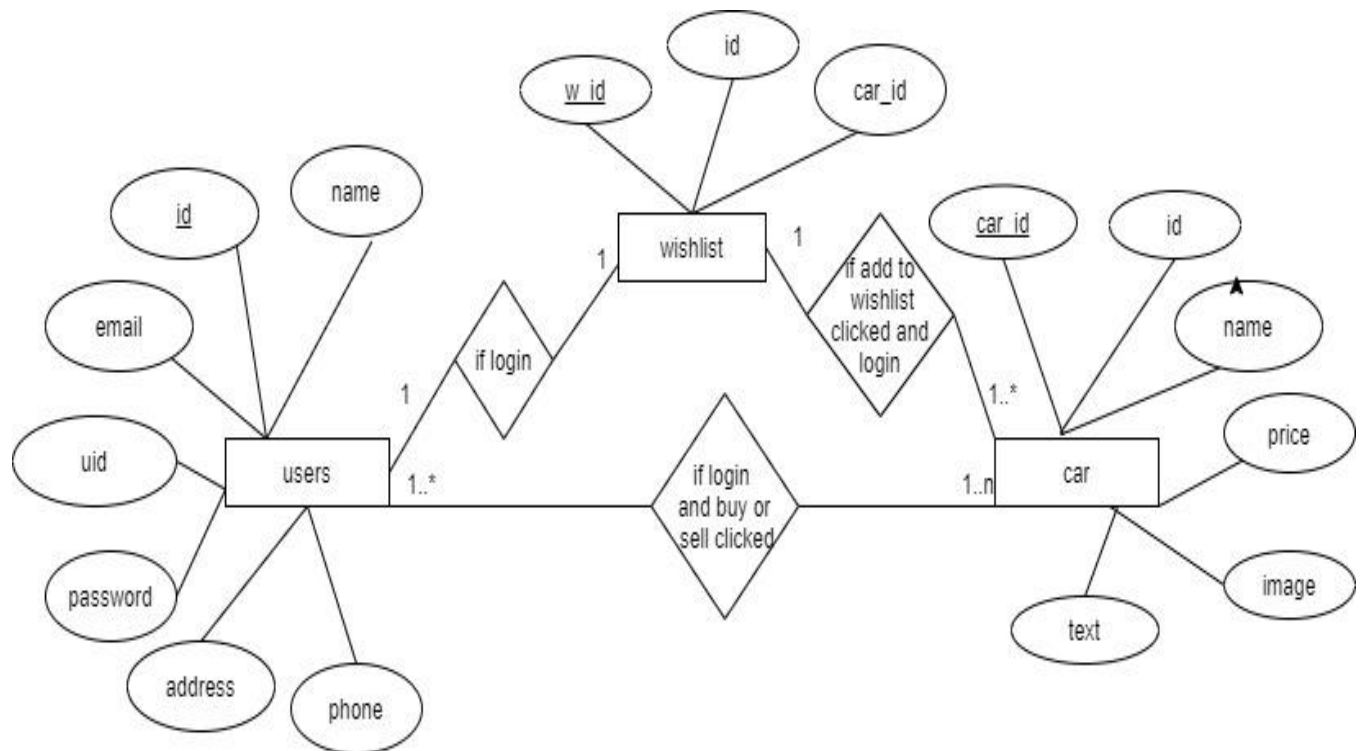 id
w_id
car_id
name
id
car_id
id
wishlist
1
1
if add to
wishlist
clicked and
login
email
name
if login
1
1..*
price
uid
users
1..*
if login
and buy or
sell clicked
1..n
car
password
image
text
address
phone